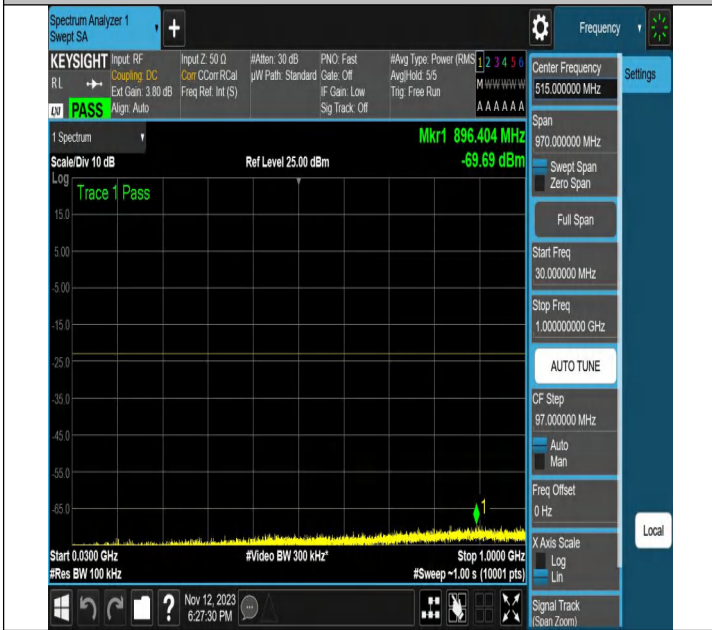 Spectrum Analyzer 1
Swept SA
+
Frequency
KEYSIGHT
RL
LXI
PASS
Input: RF
Coupling: DC
Ext Gain: 3.80 dB
Align: Auto
Input Z: 50 Ω
Corr CCorr RCal
Freq Ref: Int (S)
#Atten: 30 dB
µW Path: Standard
PNO: Fast
Gate: Off
IF Gain: Low
Sig Track: Off
#Avg Type: Power (RMS
Avg|Hold: 5/5
Trig: Free Run
1 2 3 4 5 6
M W W W W W
A A A A A A
1 Spectrum
Mkr1 896.404 MHz
Scale/Div 10 dB
Ref Level 25.00 dBm
-69.69 dBm
Log
Trace 1 Pass
15.0
5.00
-5.00
-15.0
-25.0
-35.0
-45.0
-55.0
-65.0
1
Start 0.0300 GHz
#Video BW 300 kHz*
Stop 1.0000 GHz
#Res BW 100 kHz
#Sweep ~1.00 s (10001 pts)
?
Nov 12, 2023
6:27:30 PM
Center Frequency
515.000000 MHz
Settings
Span
970.000000 MHz
Swept Span
Zero Span
Full Span
Start Freq
30.000000 MHz
Stop Freq
1.000000000 GHz
AUTO TUNE
CF Step
97.000000 MHz
Auto
Man
Freq Offset
0 Hz
Local
X Axis Scale
Log
Lin
Signal Track
(Span Zoom)